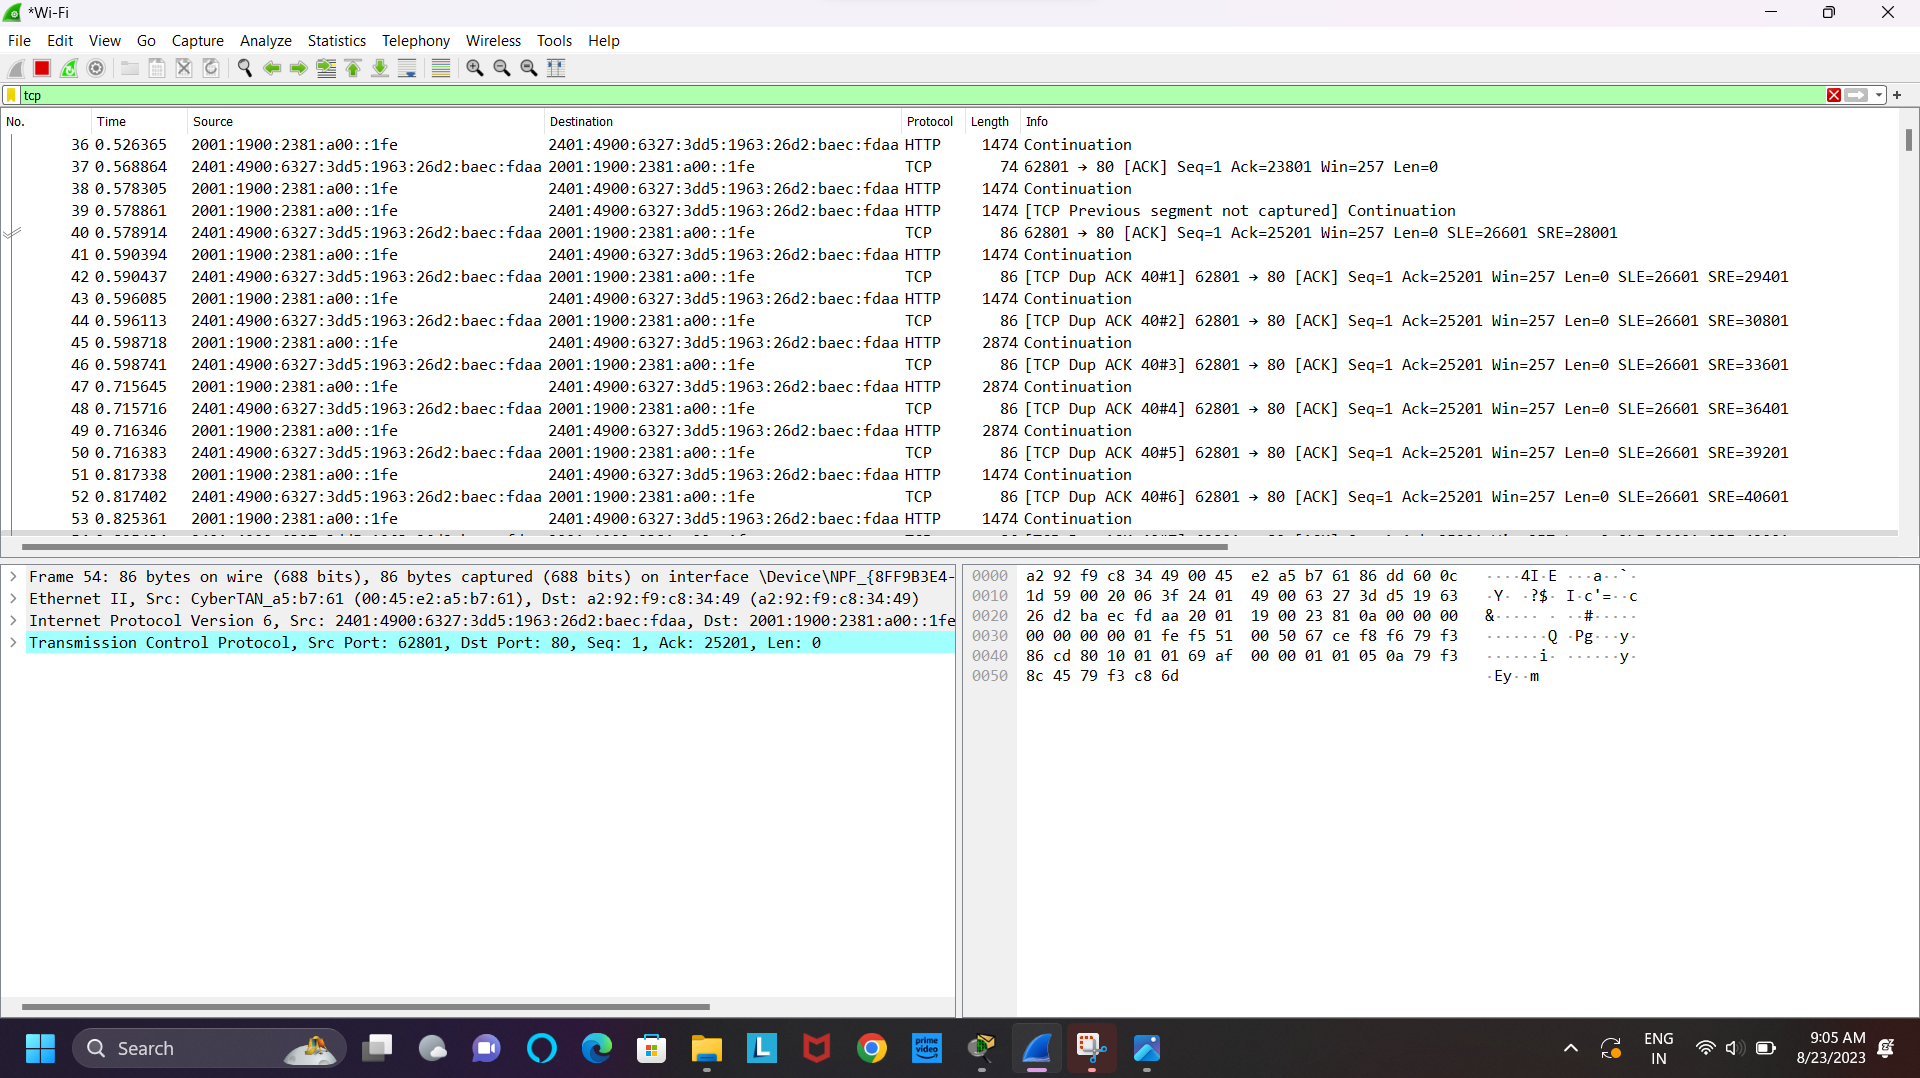 *Wi-Fi
File Edit View Go Capture Analyze Statistics Telephony Wireless Tools Help
tcp
No. Time Source Destination Protocol Length Info
36 0.526365 2001:1900:2381:a00::1fe 2401:4900:6327:3dd5:1963:26d2:baec:fdaa HTTP 1474 Continuation
37 0.568864 2401:4900:6327:3dd5:1963:26d2:baec:fdaa 2001:1900:2381:a00::1fe TCP 74 62801 → 80 [ACK] Seq=1 Ack=23801 Win=257 Len=0
38 0.578305 2001:1900:2381:a00::1fe 2401:4900:6327:3dd5:1963:26d2:baec:fdaa HTTP 1474 Continuation
39 0.578861 2001:1900:2381:a00::1fe 2401:4900:6327:3dd5:1963:26d2:baec:fdaa HTTP 1474 [TCP Previous segment not captured] Continuation
40 0.578914 2401:4900:6327:3dd5:1963:26d2:baec:fdaa 2001:1900:2381:a00::1fe TCP 86 62801 → 80 [ACK] Seq=1 Ack=25201 Win=257 Len=0 SLE=26601 SRE=28001
41 0.590394 2001:1900:2381:a00::1fe 2401:4900:6327:3dd5:1963:26d2:baec:fdaa HTTP 1474 Continuation
42 0.590437 2401:4900:6327:3dd5:1963:26d2:baec:fdaa 2001:1900:2381:a00::1fe TCP 86 [TCP Dup ACK 40#1] 62801 → 80 [ACK] Seq=1 Ack=25201 Win=257 Len=0 SLE=26601 SRE=29401
43 0.596085 2001:1900:2381:a00::1fe 2401:4900:6327:3dd5:1963:26d2:baec:fdaa HTTP 1474 Continuation
44 0.596113 2401:4900:6327:3dd5:1963:26d2:baec:fdaa 2001:1900:2381:a00::1fe TCP 86 [TCP Dup ACK 40#2] 62801 → 80 [ACK] Seq=1 Ack=25201 Win=257 Len=0 SLE=26601 SRE=30801
45 0.598718 2001:1900:2381:a00::1fe 2401:4900:6327:3dd5:1963:26d2:baec:fdaa HTTP 2874 Continuation
46 0.598741 2401:4900:6327:3dd5:1963:26d2:baec:fdaa 2001:1900:2381:a00::1fe TCP 86 [TCP Dup ACK 40#3] 62801 → 80 [ACK] Seq=1 Ack=25201 Win=257 Len=0 SLE=26601 SRE=33601
47 0.715645 2001:1900:2381:a00::1fe 2401:4900:6327:3dd5:1963:26d2:baec:fdaa HTTP 2874 Continuation
48 0.715716 2401:4900:6327:3dd5:1963:26d2:baec:fdaa 2001:1900:2381:a00::1fe TCP 86 [TCP Dup ACK 40#4] 62801 → 80 [ACK] Seq=1 Ack=25201 Win=257 Len=0 SLE=26601 SRE=36401
49 0.716346 2001:1900:2381:a00::1fe 2401:4900:6327:3dd5:1963:26d2:baec:fdaa HTTP 2874 Continuation
50 0.716383 2401:4900:6327:3dd5:1963:26d2:baec:fdaa 2001:1900:2381:a00::1fe TCP 86 [TCP Dup ACK 40#5] 62801 → 80 [ACK] Seq=1 Ack=25201 Win=257 Len=0 SLE=26601 SRE=39201
51 0.817338 2001:1900:2381:a00::1fe 2401:4900:6327:3dd5:1963:26d2:baec:fdaa HTTP 1474 Continuation
52 0.817402 2401:4900:6327:3dd5:1963:26d2:baec:fdaa 2001:1900:2381:a00::1fe TCP 86 [TCP Dup ACK 40#6] 62801 → 80 [ACK] Seq=1 Ack=25201 Win=257 Len=0 SLE=26601 SRE=40601
53 0.825361 2001:1900:2381:a00::1fe 2401:4900:6327:3dd5:1963:26d2:baec:fdaa HTTP 1474 Continuation
Frame 54: 86 bytes on wire (688 bits), 86 bytes captured (688 bits) on interface \Device\NPF_{8FF9B3E4-
Ethernet II, Src: CyberTAN_a5:b7:61 (00:45:e2:a5:b7:61), Dst: a2:92:f9:c8:34:49 (a2:92:f9:c8:34:49)
Internet Protocol Version 6, Src: 2401:4900:6327:3dd5:1963:26d2:baec:fdaa, Dst: 2001:1900:2381:a00::1fe
Transmission Control Protocol, Src Port: 62801, Dst Port: 80, Seq: 1, Ack: 25201, Len: 0
0000 a2 92 f9 c8 34 49 00 45 e2 a5 b7 61 86 dd 60 0c ····4I·E ···a··`·
0010 1d 59 00 20 06 3f 24 01 49 00 63 27 3d d5 19 63 ·Y· ·?$· I·c'=··c
0020 26 d2 ba ec fd aa 20 01 19 00 23 81 0a 00 00 00 &····· · ··#·····
0030 00 00 00 00 01 fe f5 51 00 50 67 ce f8 f6 79 f3 ·······Q ·Pg···y·
0040 86 cd 80 10 01 01 69 af 00 00 01 01 05 0a 79 f3 ······i· ······y·
0050 8c 45 79 f3 c8 6d ·Ey··m
Search
L
prime video
ENG
IN
9:05 AM
8/23/2023